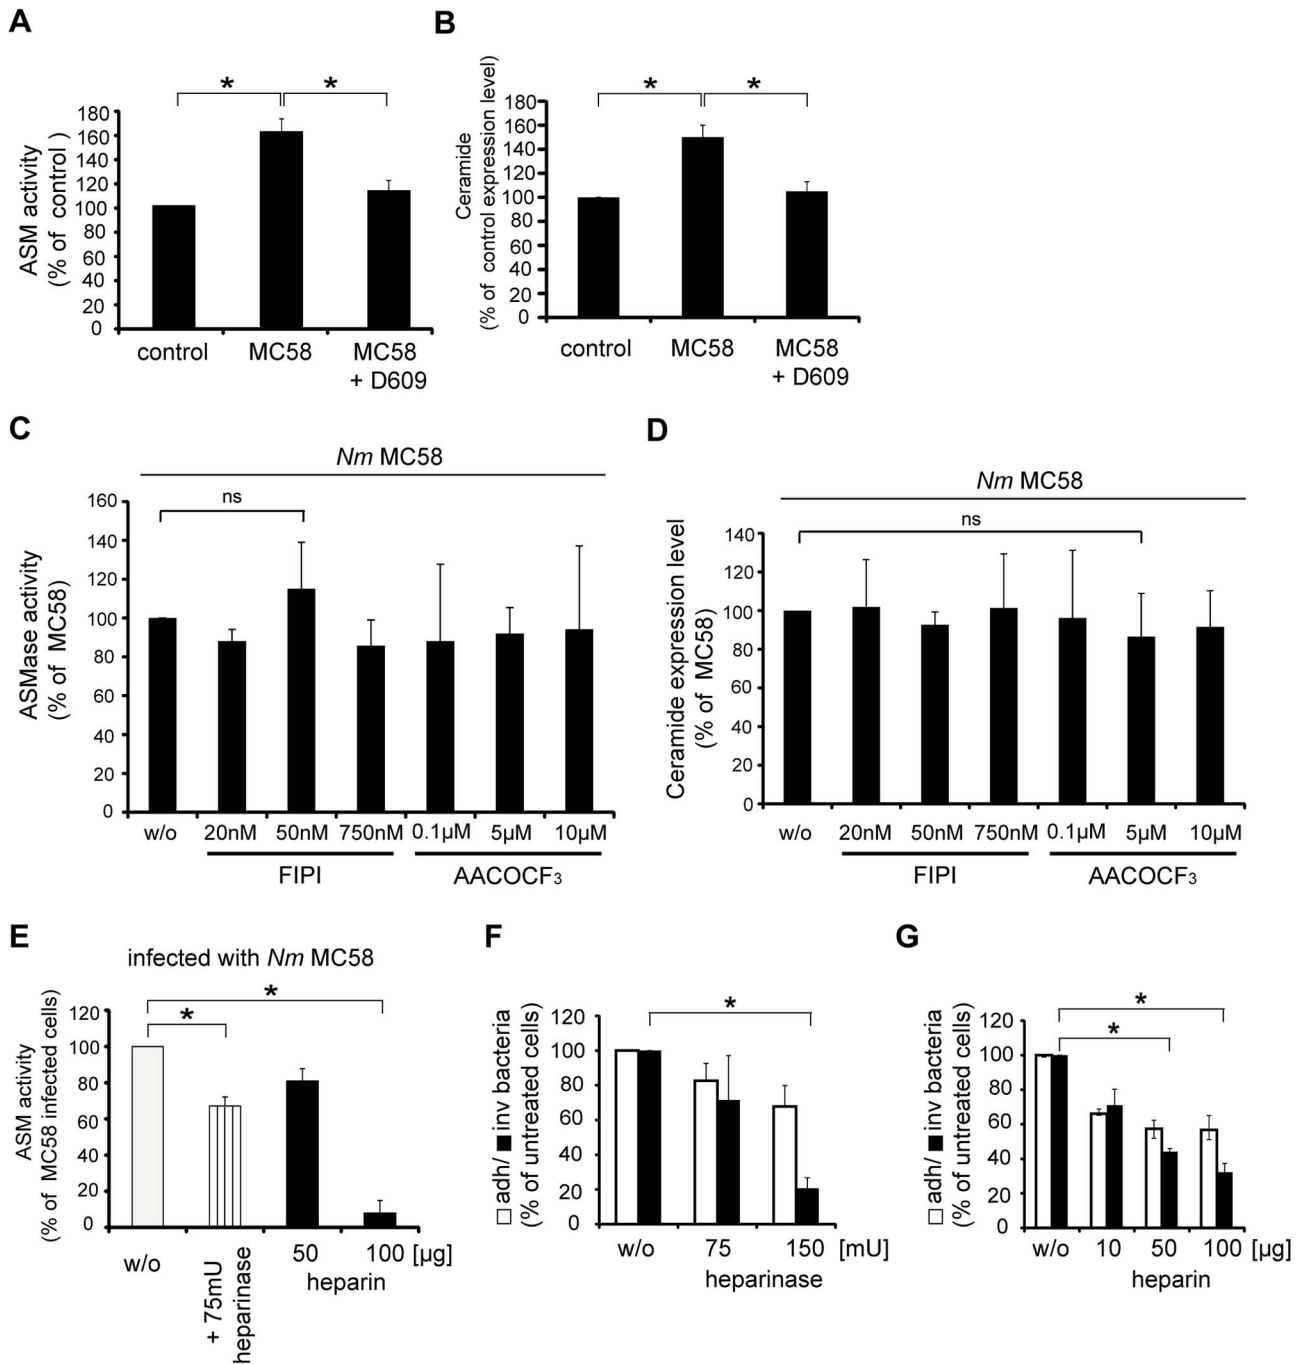 A
*
*
ASM activity
(% of control )
180
160
140
120
100
80
60
40
20
0
control
MC58
MC58
+ D609
B
*
*
Ceramide
(% of control expression level)
180
160
140
120
100
80
60
40
20
0
control
MC58
MC58
+ D609
C
Nm MC58
ns
ASMase activity
(% of MC58)
160
140
120
100
80
60
40
20
0
w/o
20nM
50nM
750nM
0.1µM
5µM
10µM
FIPI
AACOCF3
D
Nm MC58
ns
Ceramide expression level
(% of MC58)
140
120
100
80
60
40
20
0
w/o
20nM
50nM
750nM
0.1µM
5µM
10µM
FIPI
AACOCF3
E
infected with Nm MC58
*
*
ASM activity
(% of MC58 infected cells)
120
100
80
60
40
20
0
w/o
+ 75mU
heparinase
50
100 [µg]
heparin
F
*
adh/ inv bacteria
(% of untreated cells)
120
100
80
60
40
20
0
w/o
75
150 [mU]
heparinase
G
*
*
adh/ inv bacteria
(% of untreated cells)
120
100
80
60
40
20
0
w/o
10
50
100 [µg]
heparin